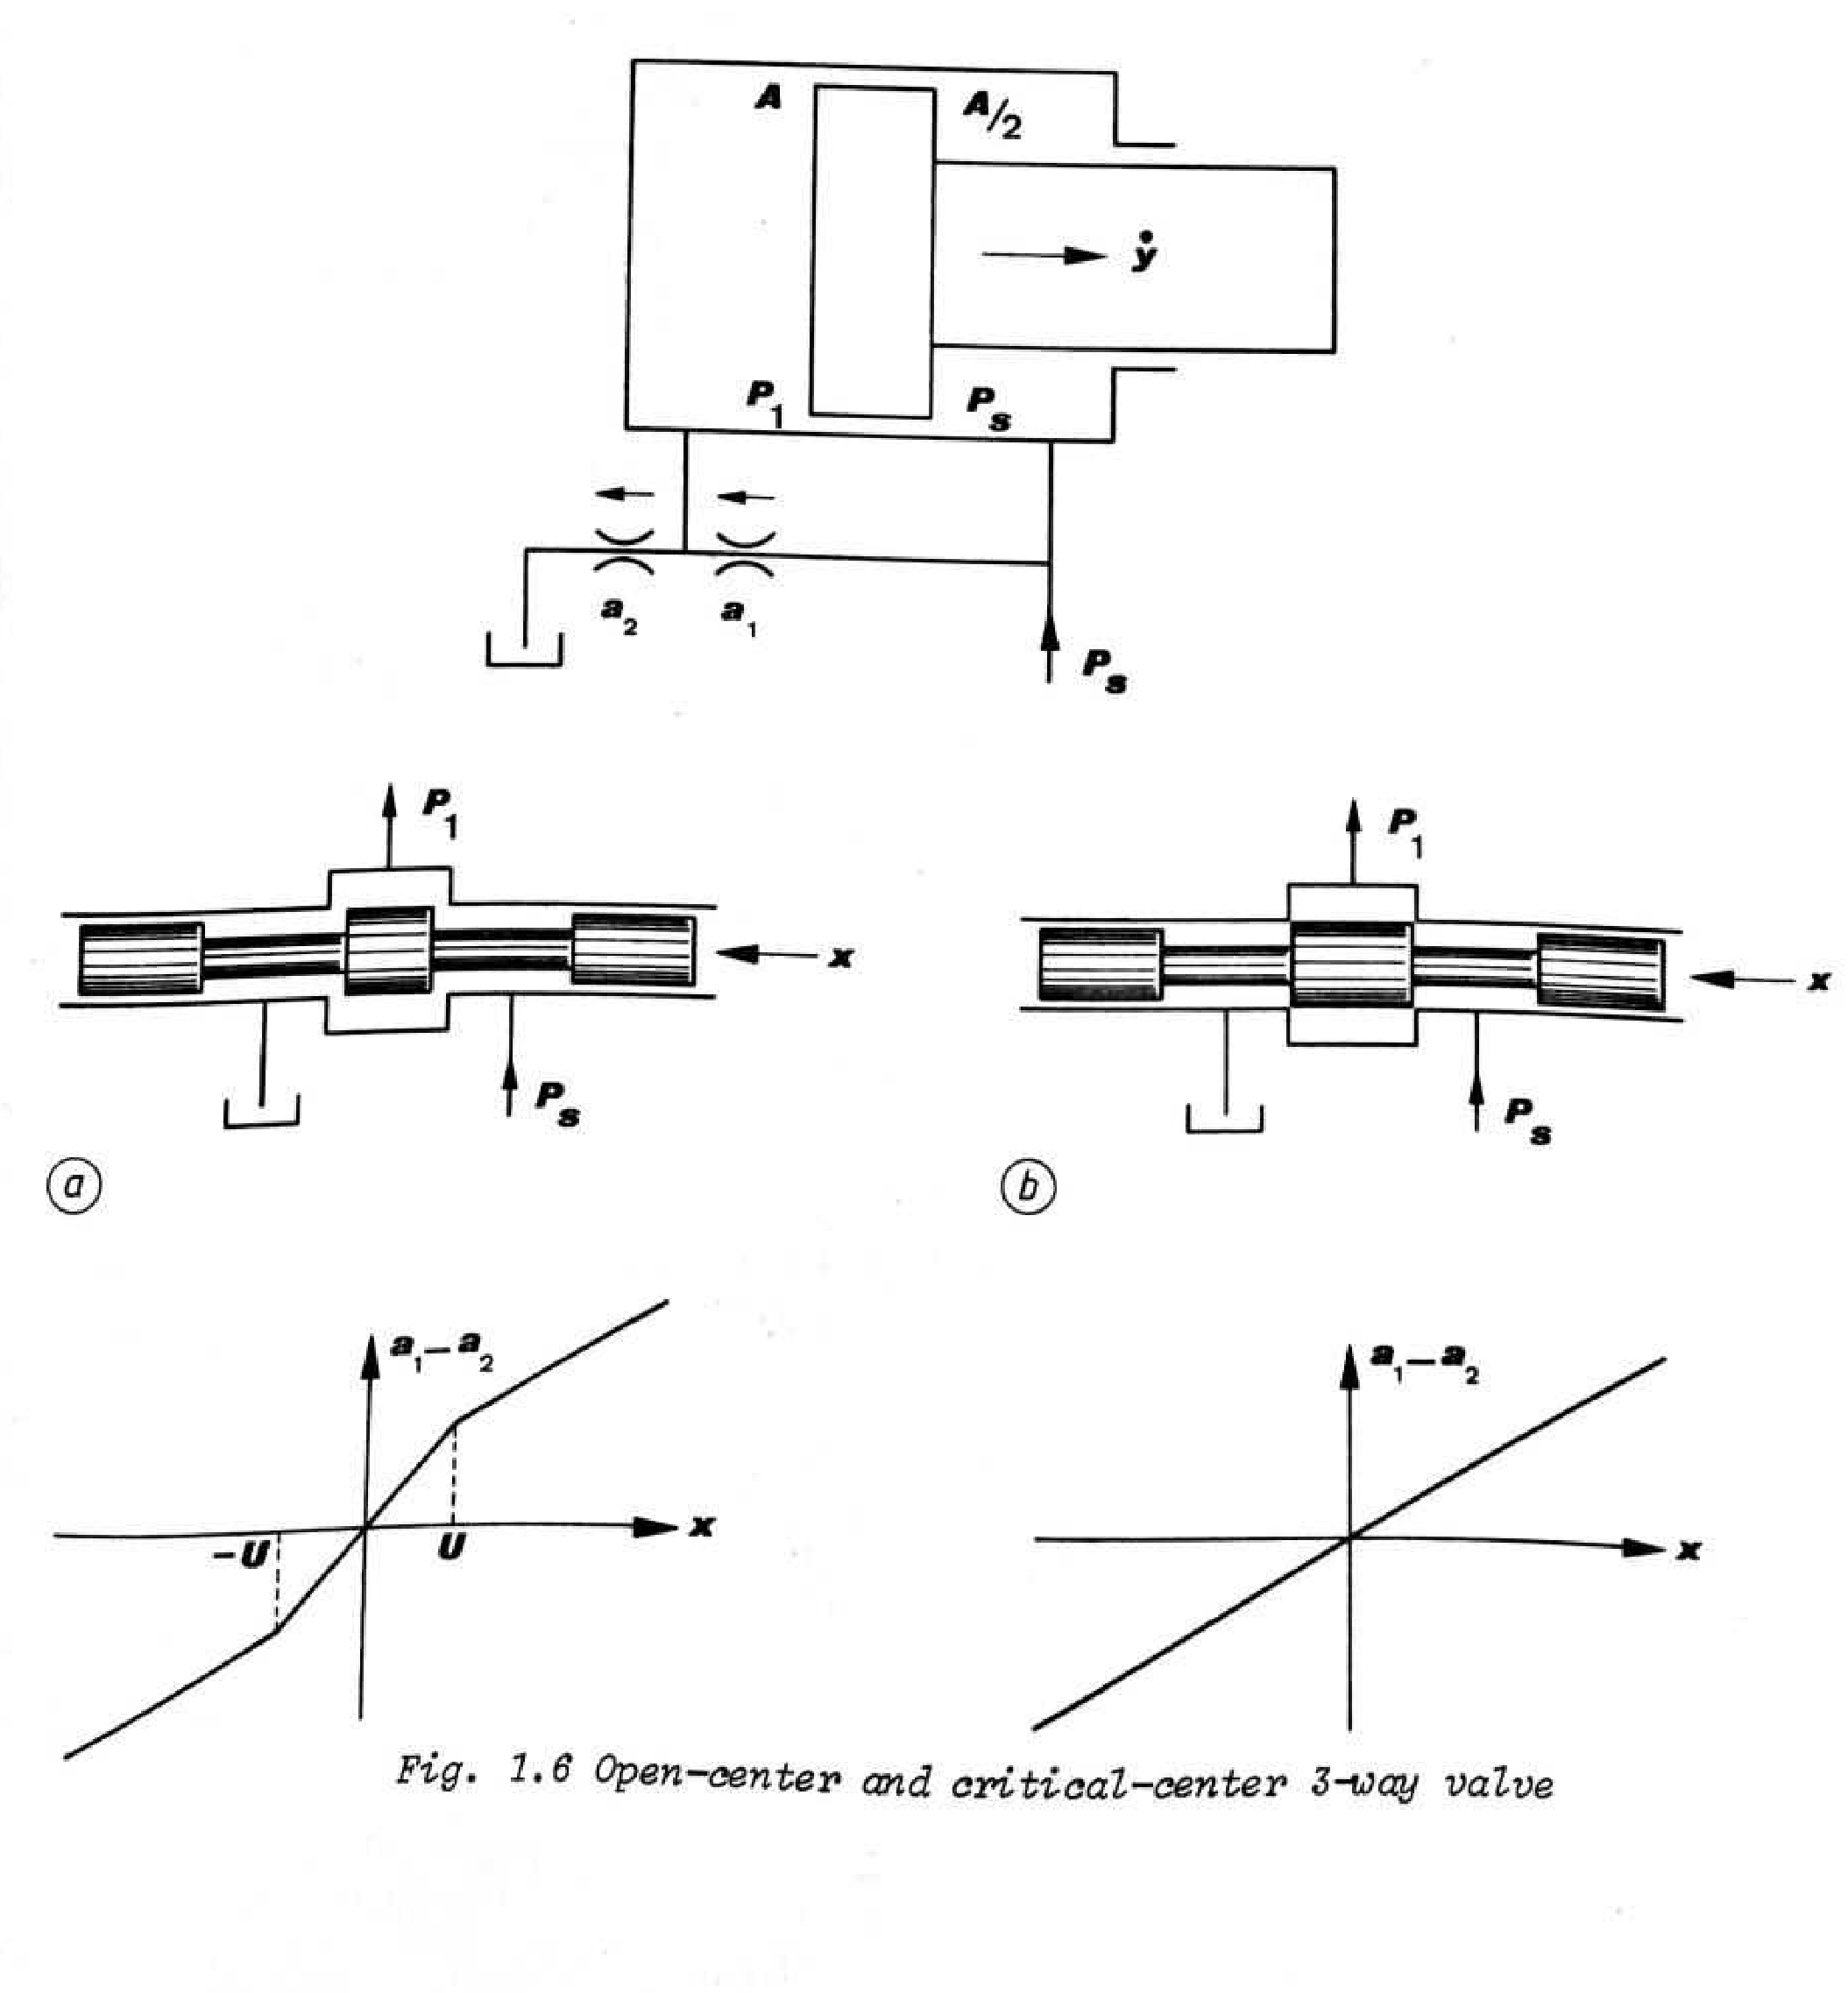 A
A/2
ẏ
P1
Ps
a2
a1
Ps
P1
x
Ps
a
P1
x
Ps
b
a1–a2
x
–U
U
a1–a2
x
Fig. 1.6 Open-center and critical-center 3-way valve